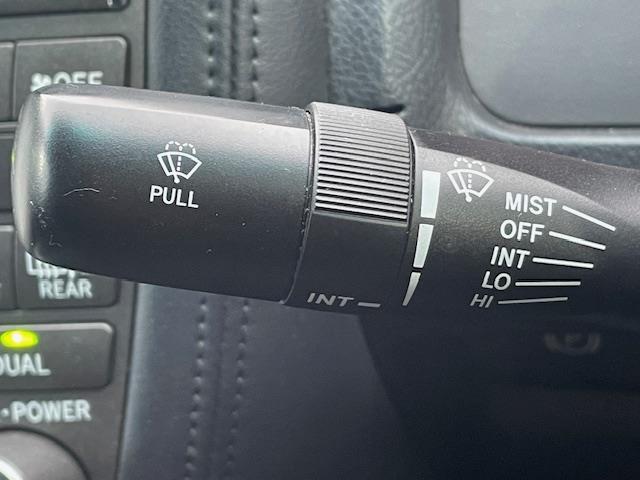 OFF
PULL
REAR
DUAL
POWER
INT
MIST
OFF
INT
LO
HI